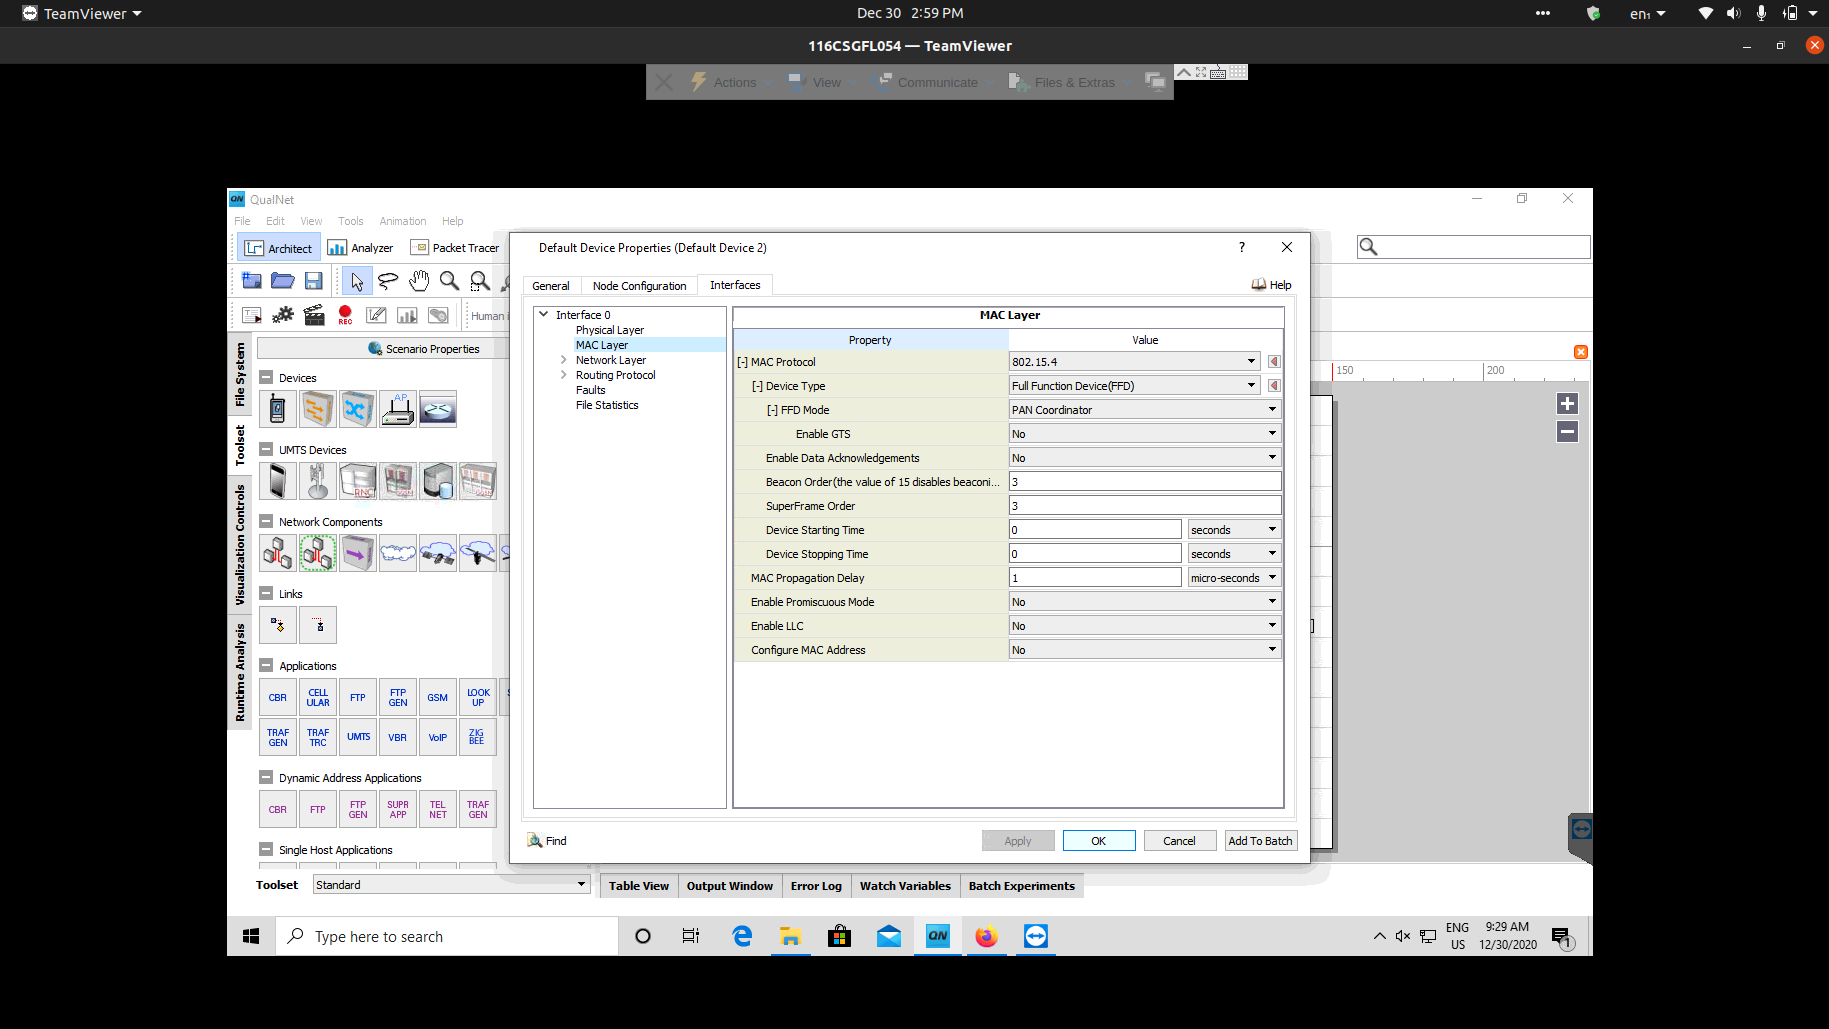 TeamViewer
Dec 30 2:59 PM
en1
116CSGFL054 — TeamViewer
Actions
View
Communicate
Files & Extras
QN QualNet
File Edit View Tools Animation Help
Architect Analyzer Packet Tracer
Default Device Properties (Default Device 2)
?
General Node Configuration Interfaces
Help
REC
Human i
File System
Toolset
Visualization Controls
Runtime Analysis
Scenario Properties
Devices
AP
UMTS Devices
RNC
Network Components
Links
Applications
CBR CELLULAR FTP FTP GEN GSM LOOK UP
TRAF GEN TRAF TRC UMTS VBR VoIP ZIG BEE
Dynamic Address Applications
CBR FTP FTP GEN SUPR APP TEL NET TRAF GEN
Single Host Applications
Toolset Standard
Interface 0
Physical Layer
MAC Layer
Network Layer
Routing Protocol
Faults
File Statistics
MAC Layer
Property Value
[-] MAC Protocol 802.15.4
[-] Device Type Full Function Device(FFD)
[-] FFD Mode PAN Coordinator
Enable GTS No
Enable Data Acknowledgements No
Beacon Order(the value of 15 disables beaconi... 3
SuperFrame Order 3
Device Starting Time 0 seconds
Device Stopping Time 0 seconds
MAC Propagation Delay 1 micro-seconds
Enable Promiscuous Mode No
Enable LLC No
Configure MAC Address No
Find
Apply OK Cancel Add To Batch
150 200
Table View Output Window Error Log Watch Variables Batch Experiments
Type here to search
QN
ENG
US
9:29 AM
12/30/2020
1